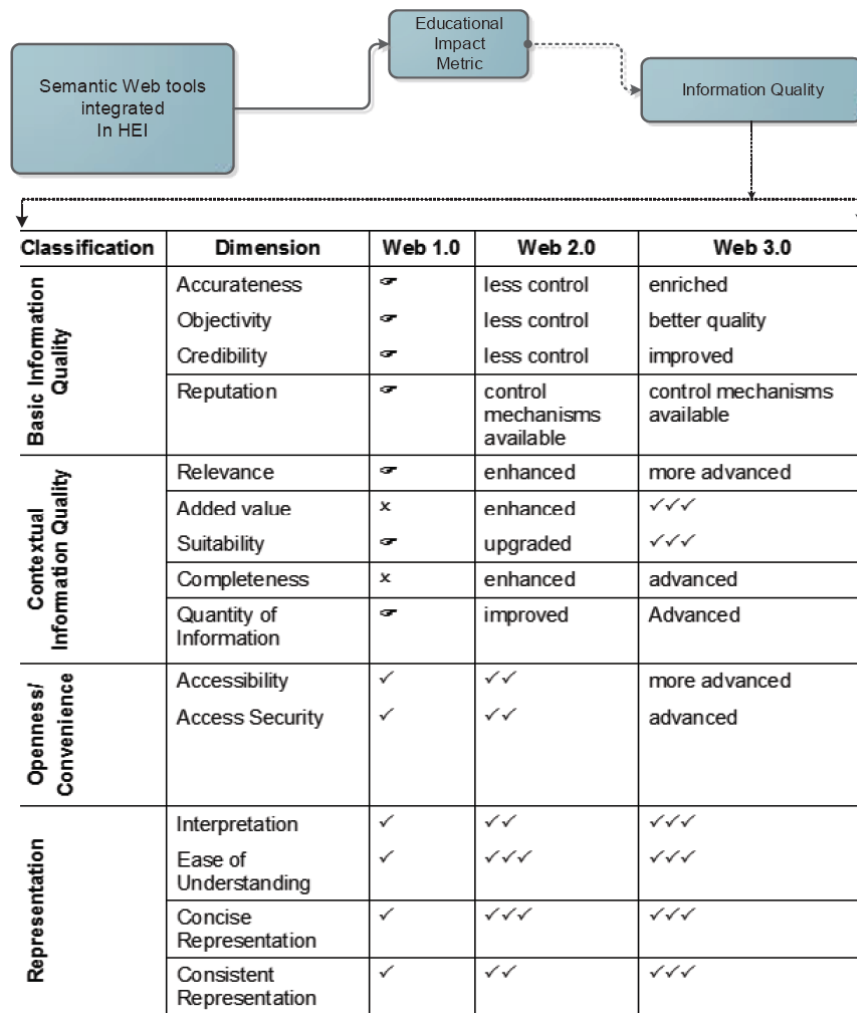 Educational
Impact
Metric
Semantic Web tools
integrated
In HEI
Information Quality
Classification Dimension Web 1.0 Web 2.0 Web 3.0
Basic Information
Quality
Accurateness ☞ less control enriched
Objectivity ☞ less control better quality
Credibility ☞ less control improved
Reputation ☞ control control mechanisms
mechanisms available
available
Contextual
Information Quality
Relevance ☞ enhanced more advanced
Added value × enhanced ✓✓✓
Suitability ☞ upgraded ✓✓✓
Completeness × enhanced advanced
Quantity of ☞ improved Advanced
Information
Openness/
Convenience
Accessibility ✓ ✓✓ more advanced
Access Security ✓ ✓✓ advanced
Representation
Interpretation ✓ ✓✓ ✓✓✓
Ease of ✓ ✓✓✓ ✓✓✓
Understanding
Concise ✓ ✓✓✓ ✓✓✓
Representation
Consistent ✓ ✓✓ ✓✓✓
Representation